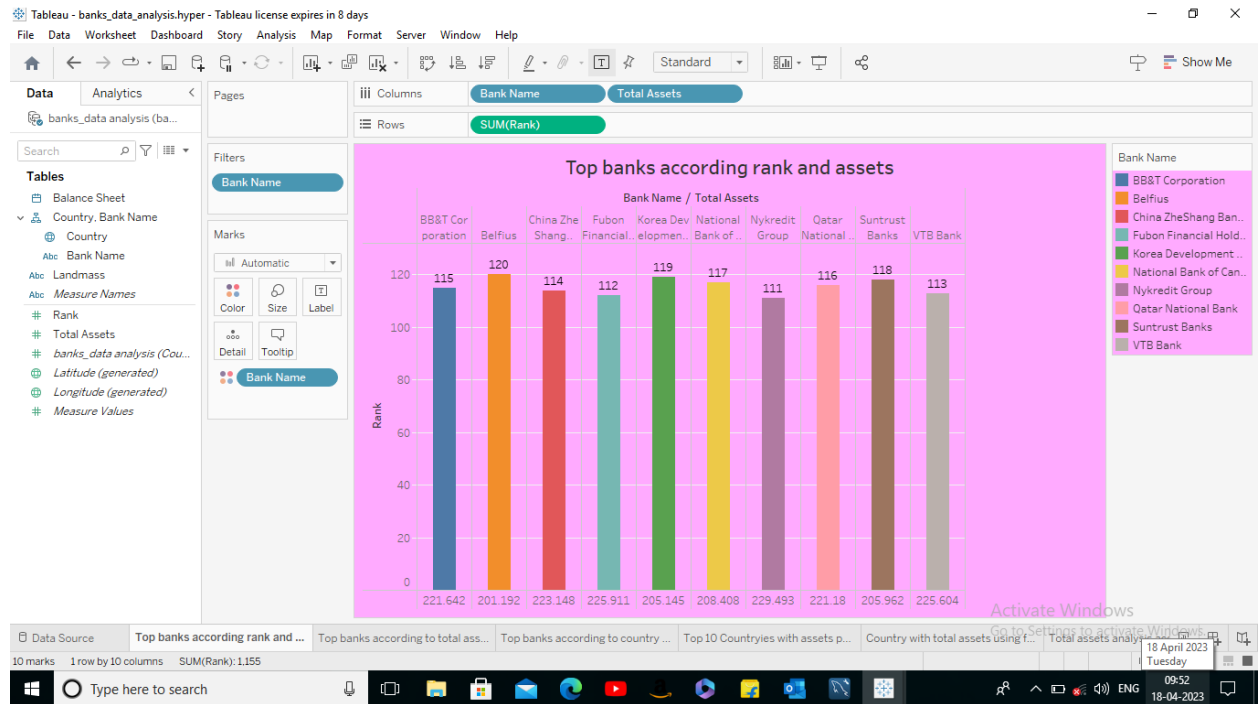 Tableau - banks_data_analysis.hyper - Tableau license expires in 8 days
File Data Worksheet Dashboard Story Analysis Map Format Server Window Help
Standard
Show Me
Data Analytics
banks_data analysis (ba...
Search
Tables
Balance Sheet
Country, Bank Name
Country
Abc Bank Name
Abc Landmass
Abc Measure Names
# Rank
# Total Assets
# banks_data analysis (Cou...
Latitude (generated)
Longitude (generated)
# Measure Values
Pages
Filters
Bank Name
Marks
Automatic
Color Size Label
Detail Tooltip
Bank Name
Columns Bank Name Total Assets
Rows SUM(Rank)
Top banks according rank and assets
Bank Name / Total Assets
BB&T Cor China Zhe Fubon Korea Dev National Nykredit Qatar Suntrust
poration Belfius Shang.. Financial.. elopmen.. Bank of .. Group National .. Banks VTB Bank
115 120 114 112 119 117 111 116 118 113
120
100
80
60
40
20
0
Rank
221.642 201.192 223.148 225.911 205.145 208.408 229.493 221.18 205.962 225.604
Bank Name
BB&T Corporation
Belfius
China ZheShang Ban..
Fubon Financial Hold..
Korea Development ..
National Bank of Can..
Nykredit Group
Qatar National Bank
Suntrust Banks
VTB Bank
Activate Windows
Go to Settings to activate Windows.
Data Source Top banks according rank and ... Top banks according to total ass... Top banks according to country ... Top 10 Countryies with assets p... Country with total assets using f... Total assets analy
18 April 2023
Tuesday
10 marks 1 row by 10 columns SUM(Rank): 1,155
Type here to search
ENG
09:52
18-04-2023